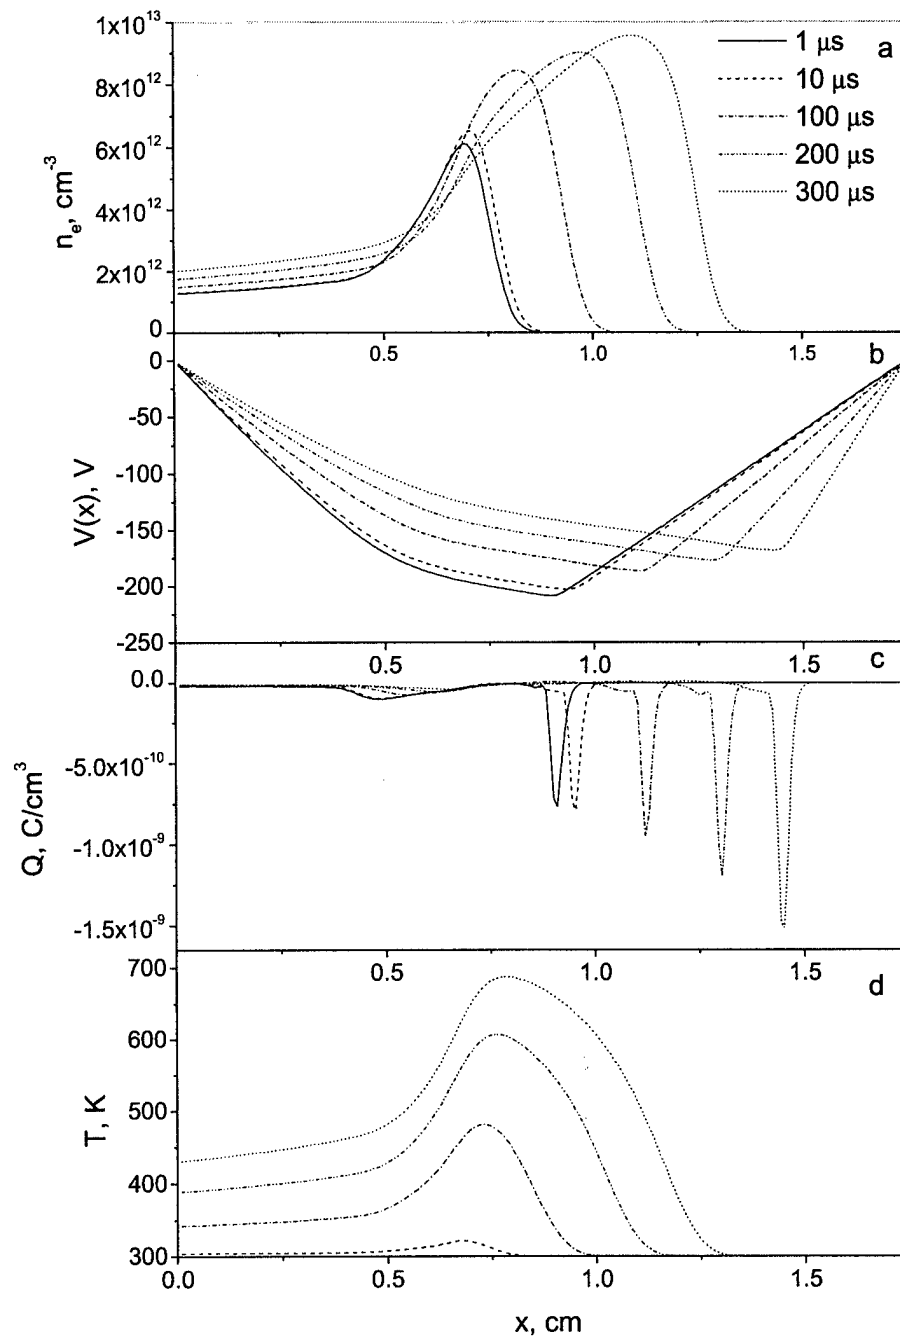 1x10^13
8x10^12
6x10^12
4x10^12
2x10^12
0
n_e, cm^-3
a
1 µs
10 µs
100 µs
200 µs
300 µs
0.5 1.0 1.5
b
0
-50
-100
-150
-200
-250
V(x), V
0.5 1.0 1.5
c
0.0
-5.0x10^-10
-1.0x10^-9
-1.5x10^-9
Q, C/cm^3
0.5 1.0 1.5
d
700
600
500
400
300
T, K
0.0 0.5 1.0 1.5
x, cm